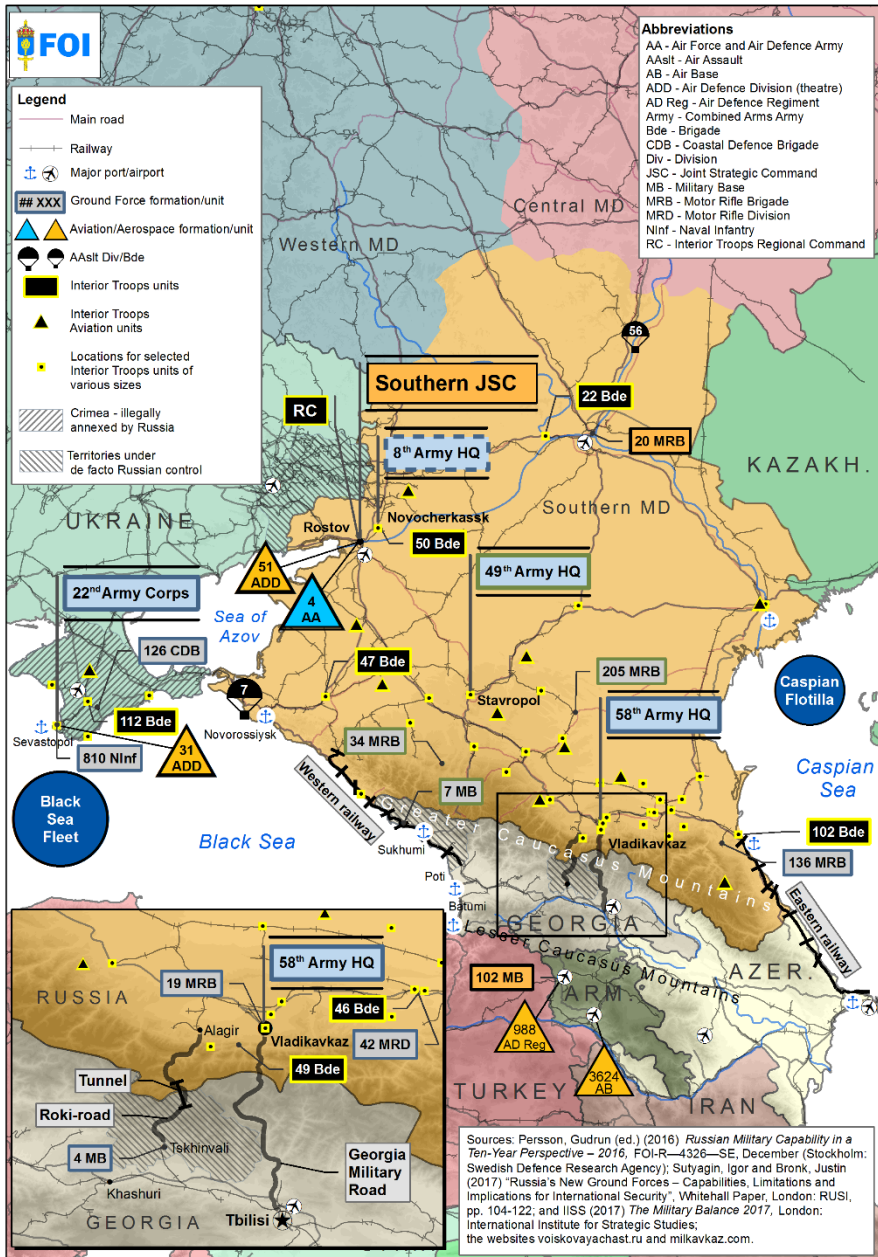 FOI
Legend
Main road
Railway
Major port/airport
## XXX
Ground Force formation/unit
Aviation/Aerospace formation/unit
AAslt Div/Bde
Interior Troops units
Interior Troops
Aviation units
Locations for selected
Interior Troops units of
various sizes
Crimea - illegally
annexed by Russia
Territories under
de facto Russian control
Abbreviations
AA - Air Force and Air Defence Army
AAslt - Air Assault
AB - Air Base
ADD - Air Defence Division (theatre)
AD Reg - Air Defence Regiment
Army - Combined Arms Army
Bde - Brigade
CDB - Coastal Defence Brigade
Div - Division
JSC - Joint Strategic Command
MB - Military Base
MRB - Motor Rifle Brigade
MRD - Motor Rifle Division
NInf - Naval Infantry
RC - Interior Troops Regional Command
Central MD
Western MD
56
Southern JSC
RC
22 Bde
20 MRB
8th Army HQ
KAZAKH.
UKRAINE
Southern MD
Novocherkassk
Rostov
50 Bde
51
ADD
4
AA
49th Army HQ
22nd Army Corps
Sea of
Azov
126 CDB
47 Bde
205 MRB
Caspian
Flotilla
7
Stavropol
58th Army HQ
112 Bde
Novorossiysk
Sevastopol
34 MRB
810 NInf
31
ADD
Caspian
Sea
Black
Sea
Fleet
7 MB
Western railway
Black Sea
Greater Caucasus Mountains
Vladikavkaz
102 Bde
136 MRB
Sukhumi
Poti
Batumi
GEORGIA
Eastern railway
Lesser Caucasus Mountains
AZER.
102 MB
ARM.
988
AD Reg
3624
AB
TURKEY
IRAN
58th Army HQ
19 MRB
RUSSIA
46 Bde
Alagir
Vladikavkaz
42 MRD
49 Bde
Tunnel
Roki-road
Tskhinvali
4 MB
Georgia
Military
Road
Khashuri
GEORGIA
Tbilisi
Sources: Persson, Gudrun (ed.) (2016) Russian Military Capability in a
Ten-Year Perspective – 2016, FOI-R—4326—SE, December (Stockholm:
Swedish Defence Research Agency); Sutyagin, Igor and Bronk, Justin
(2017) “Russia’s New Ground Forces – Capabilities, Limitations and
Implications for International Security”, Whitehall Paper, London: RUSI,
pp. 104-122; and IISS (2017) The Military Balance 2017, London:
International Institute for Strategic Studies;
the websites voiskovayachast.ru and milkavkaz.com.